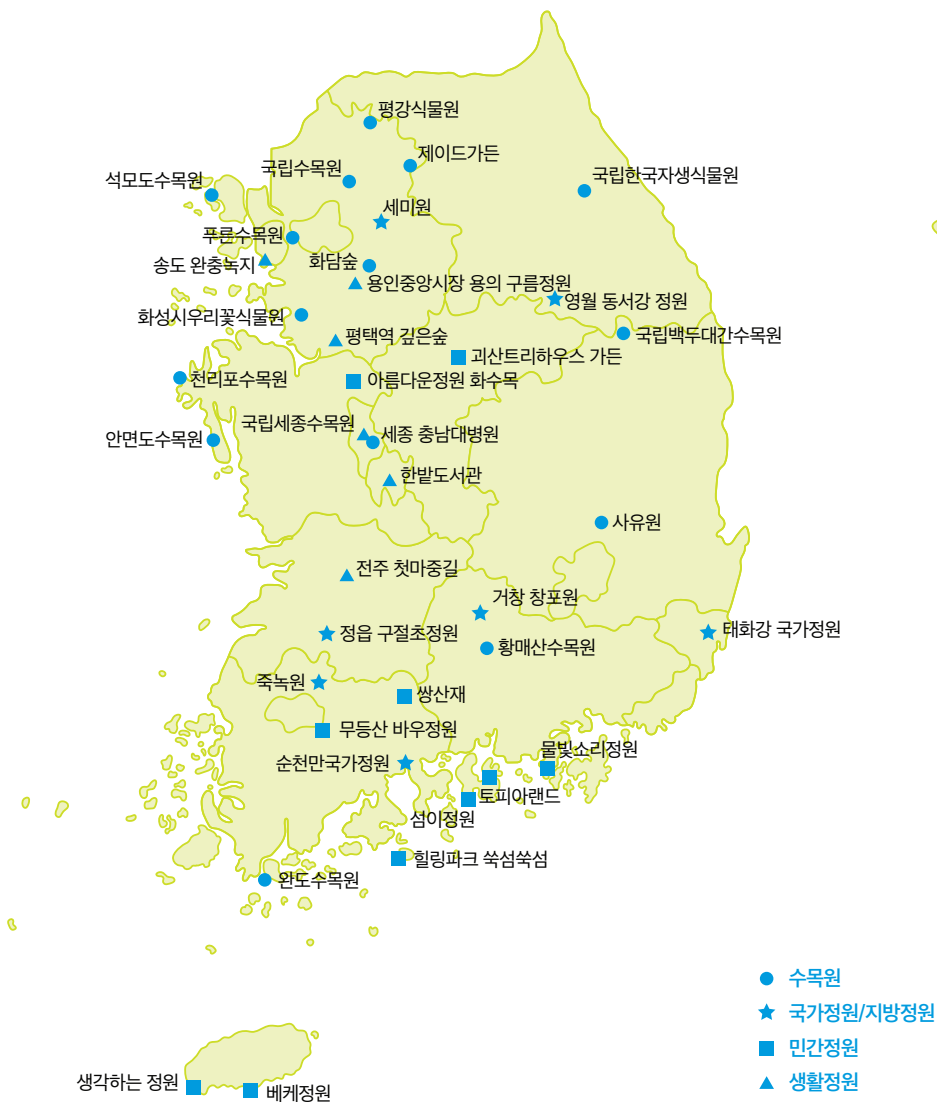 평강식물원
제이드가든
국립수목원
국립한국자생식물원
석모도수목원
세미원
푸른수목원
송도 완충녹지
화담숲
용인중앙시장 용의 구름정원
영월 동서강 정원
화성시우리꽃식물원
평택역 깊은숲
국립백두대간수목원
괴산트리하우스 가든
천리포수목원
아름다운정원 화수목
국립세종수목원
세종 충남대병원
안면도수목원
한밭도서관
사유원
전주 첫마중길
거창 창포원
정읍 구절초정원
태화강 국가정원
황매산수목원
죽녹원
쌍산재
무등산 바우정원
물빛소리정원
순천만국가정원
토피아랜드
섬이정원
힐링파크 쑥섬쑥섬
완도수목원
수목원
국가정원/지방정원
민간정원
생활정원
생각하는 정원
베케정원